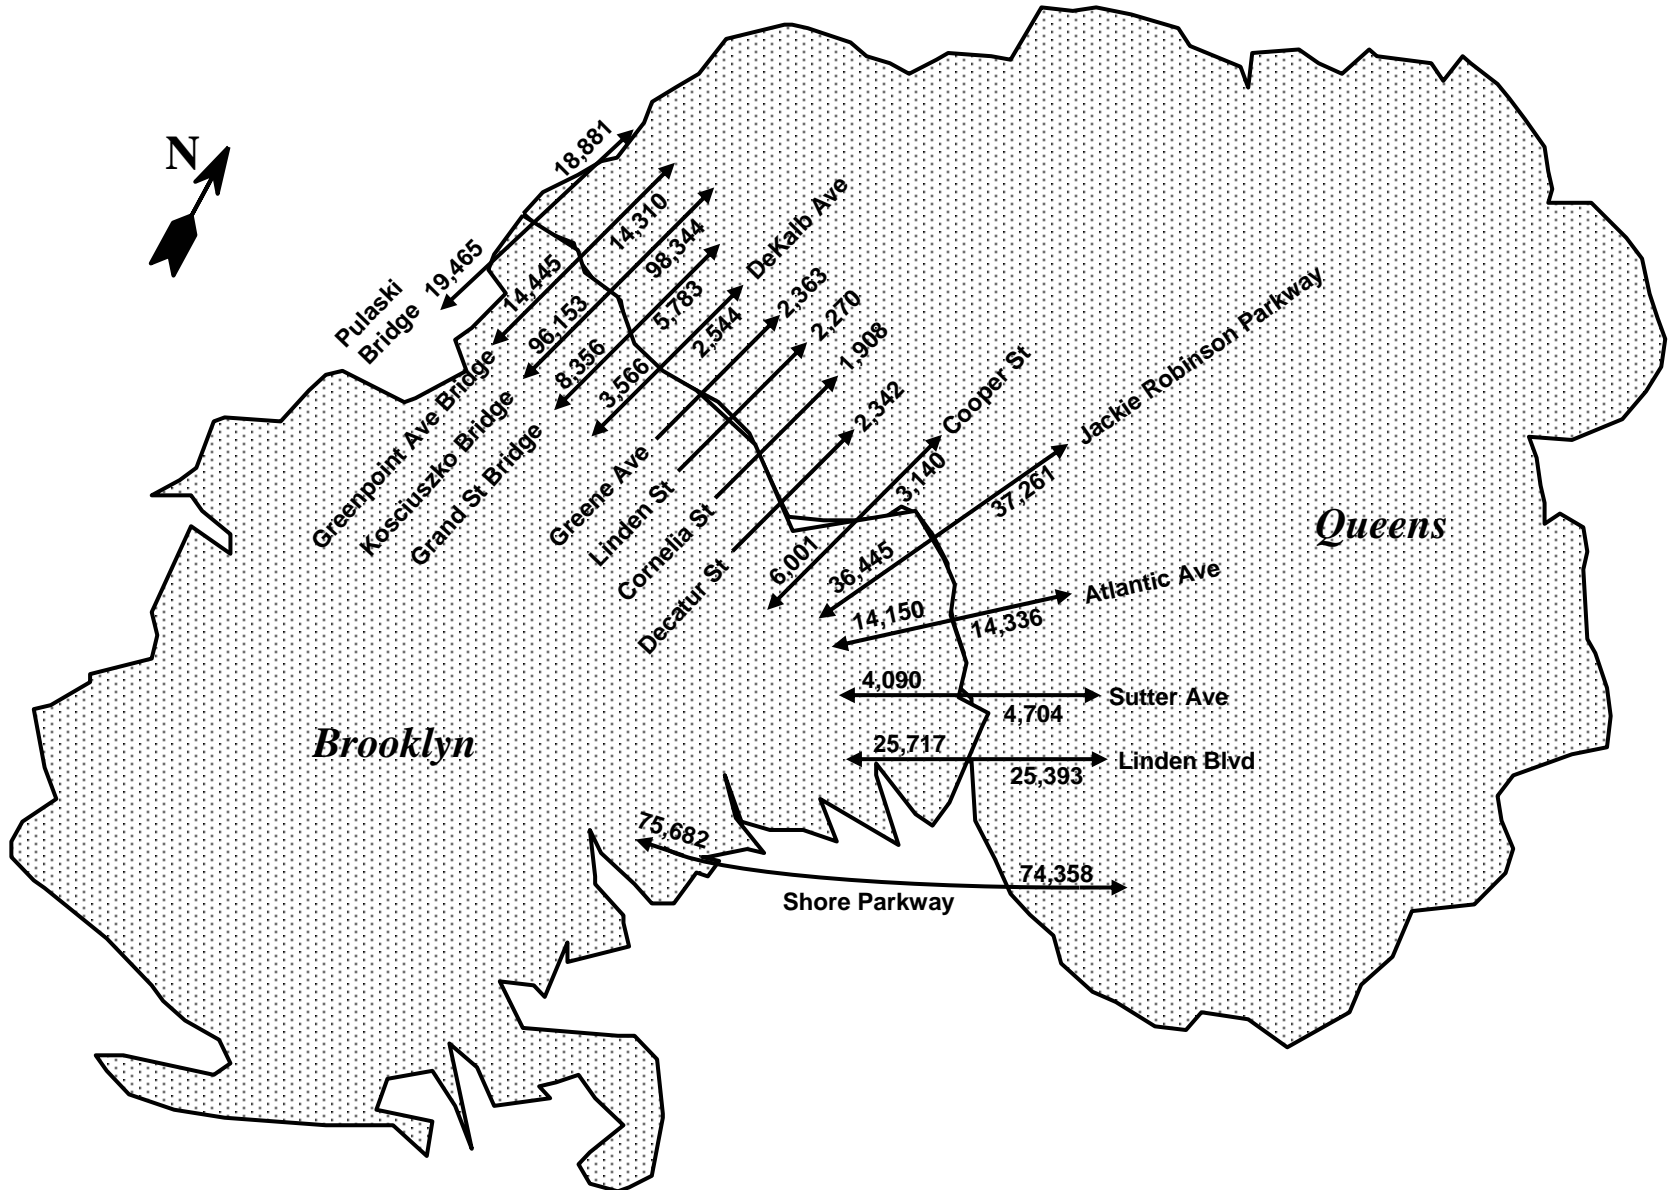 N
18,881
19,465
Pulaski
Bridge
14,310
14,445
Greenpoint Ave Bridge
98,344
96,153
Kosciuszko Bridge
5,783
8,356
Grand St Bridge
DeKalb Ave
2,544
3,566
2,363
Greene Ave
2,270
Linden St
1,908
Cornelia St
2,342
Decatur St
Cooper St
3,140
6,001
Jackie Robinson Parkway
37,261
36,445
Queens
Atlantic Ave
14,150
14,336
4,090
Sutter Ave
4,704
Brooklyn
25,717
Linden Blvd
25,393
75,682
74,358
Shore Parkway